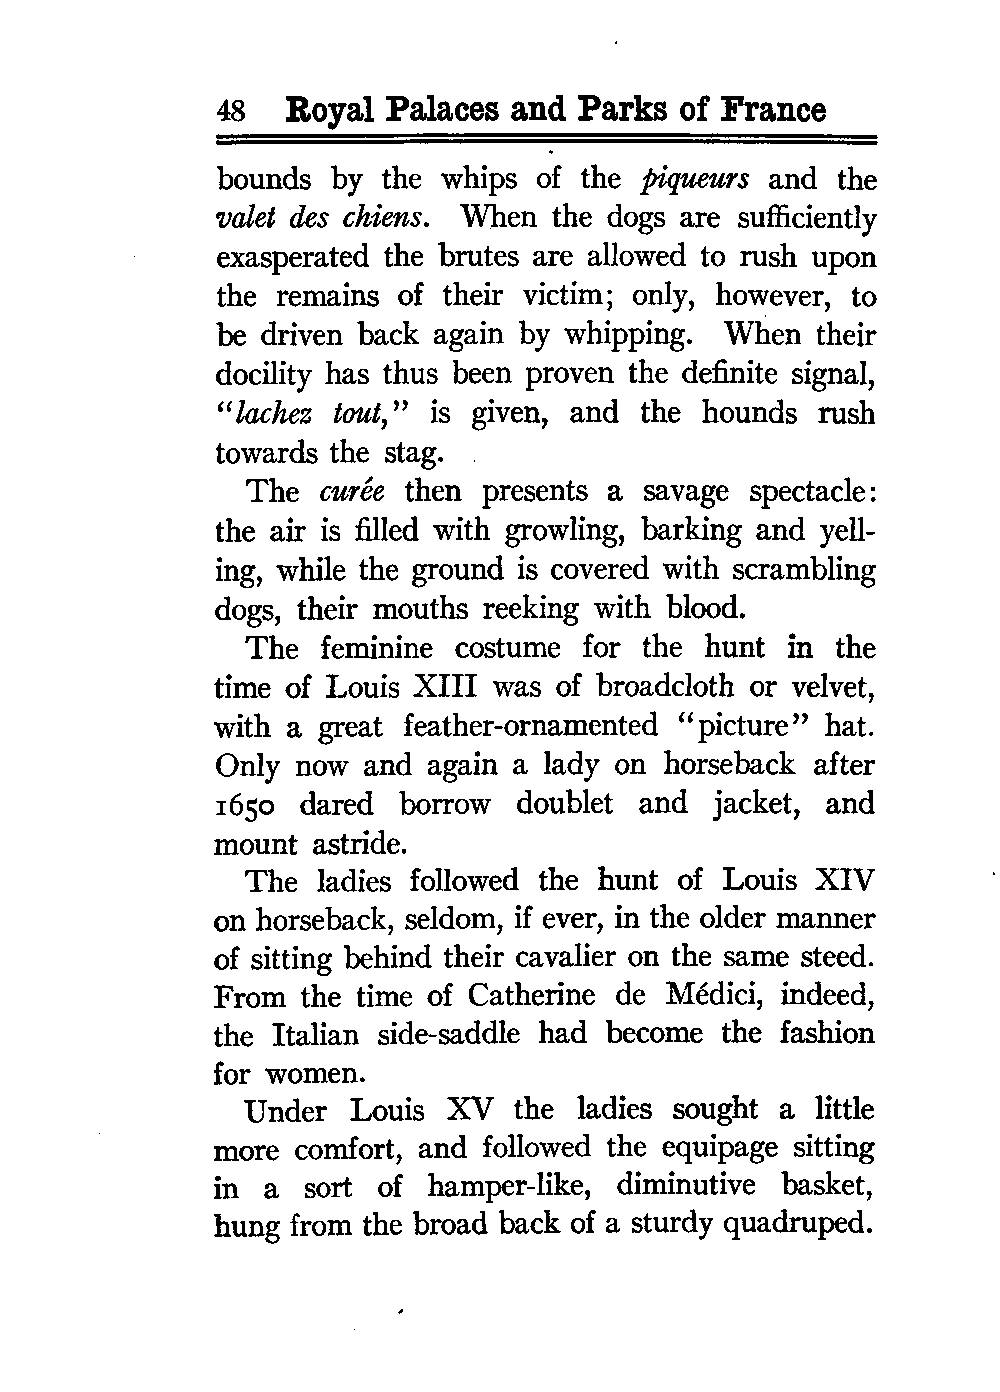 48 Royal Palaces and Parks of France
bounds by the whips of the piqueurs and the
valet des chiens. When the dogs are sufficiently
exasperated the brutes are allowed to rush upon
the remains of their victim; only, however, to
be driven back again by whipping. When their
docility has thus been proven the definite signal,
“lachez tout,” is given, and the hounds rush
towards the stag.
The curée then presents a savage spectacle:
the air is filled with growling, barking and yell-
ing, while the ground is covered with scrambling
dogs, their mouths reeking with blood.
The feminine costume for the hunt in the
time of Louis XIII was of broadcloth or velvet,
with a great feather-ornamented “picture” hat.
Only now and again a lady on horseback after
1650 dared borrow doublet and jacket, and
mount astride.
The ladies followed the hunt of Louis XIV
on horseback, seldom, if ever, in the older manner
of sitting behind their cavalier on the same steed.
From the time of Catherine de Médici, indeed,
the Italian side-saddle had become the fashion
for women.
Under Louis XV the ladies sought a little
more comfort, and followed the equipage sitting
in a sort of hamper-like, diminutive basket,
hung from the broad back of a sturdy quadruped.